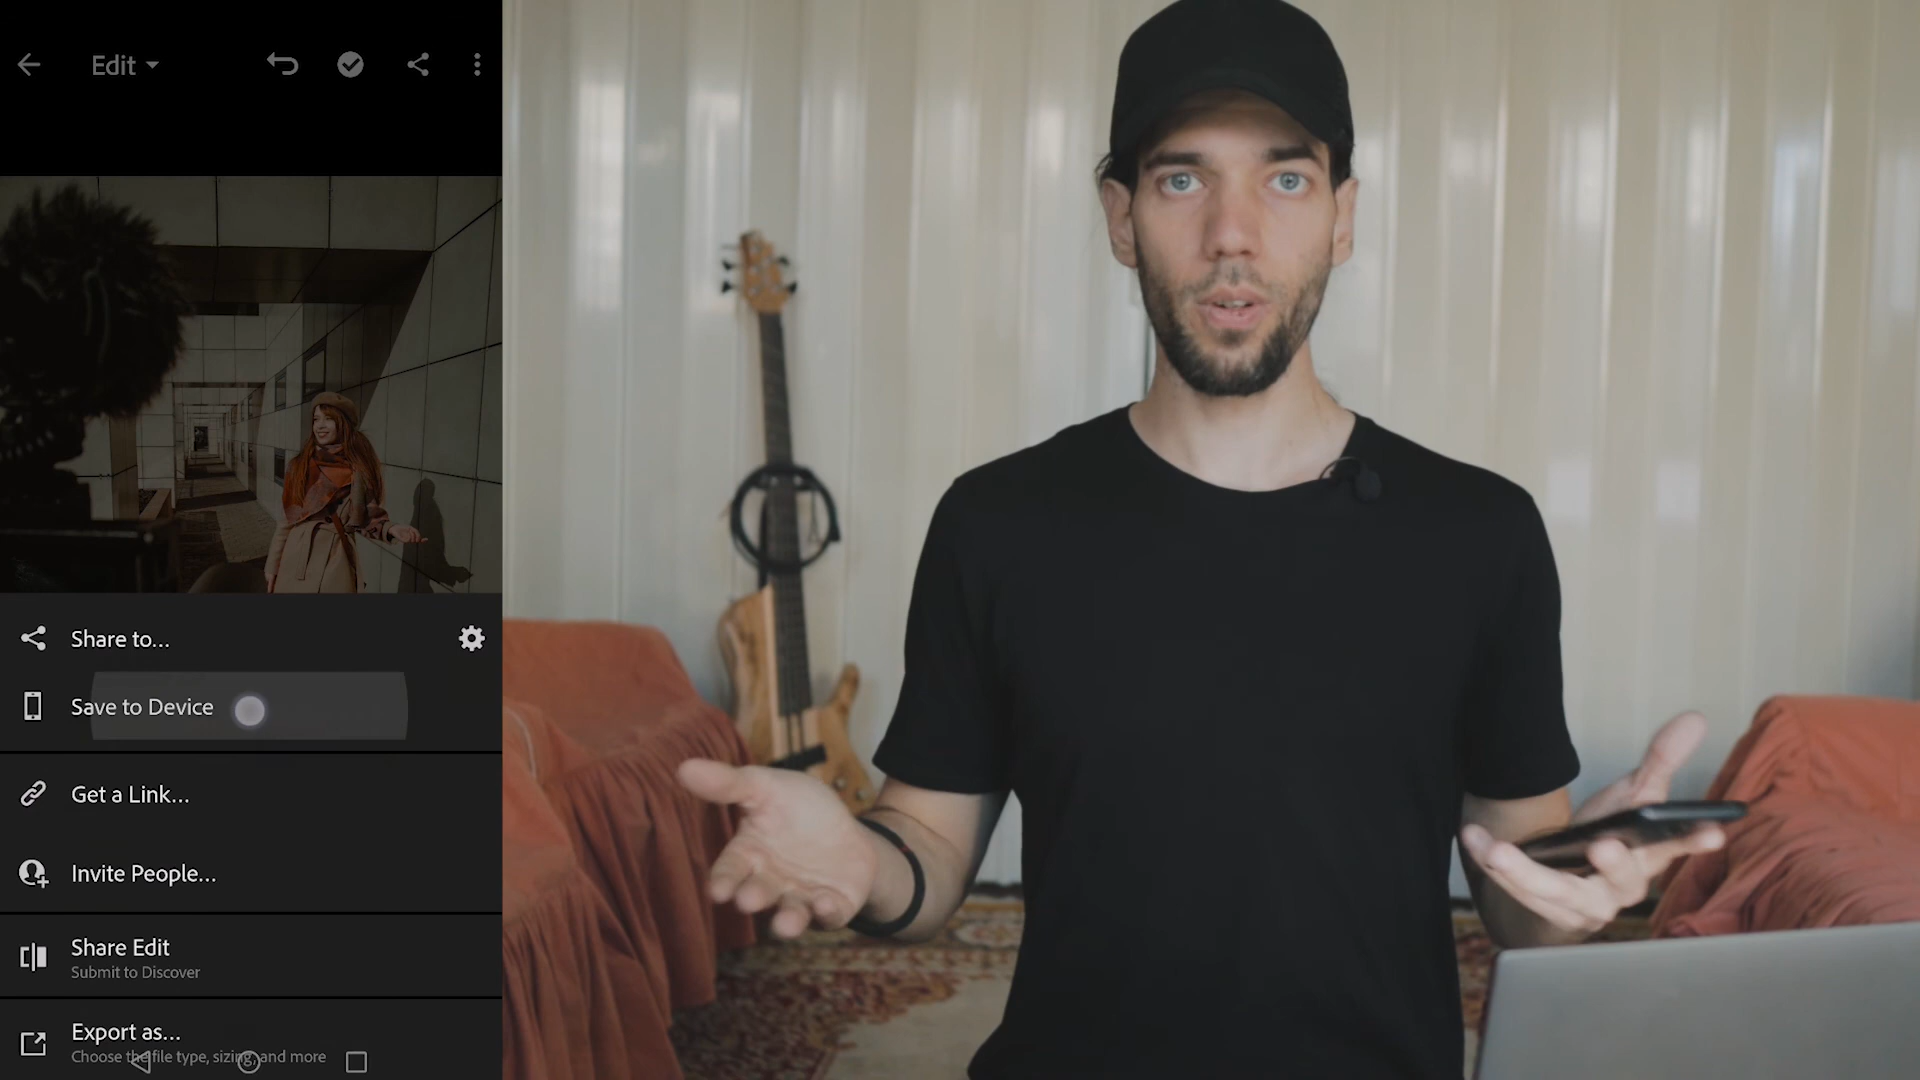 Edit
Share to...
Save to Device
Get a Link...
Invite People...
Share Edit
Submit to Discover
Export as...
Choose the file type, sizing, and more